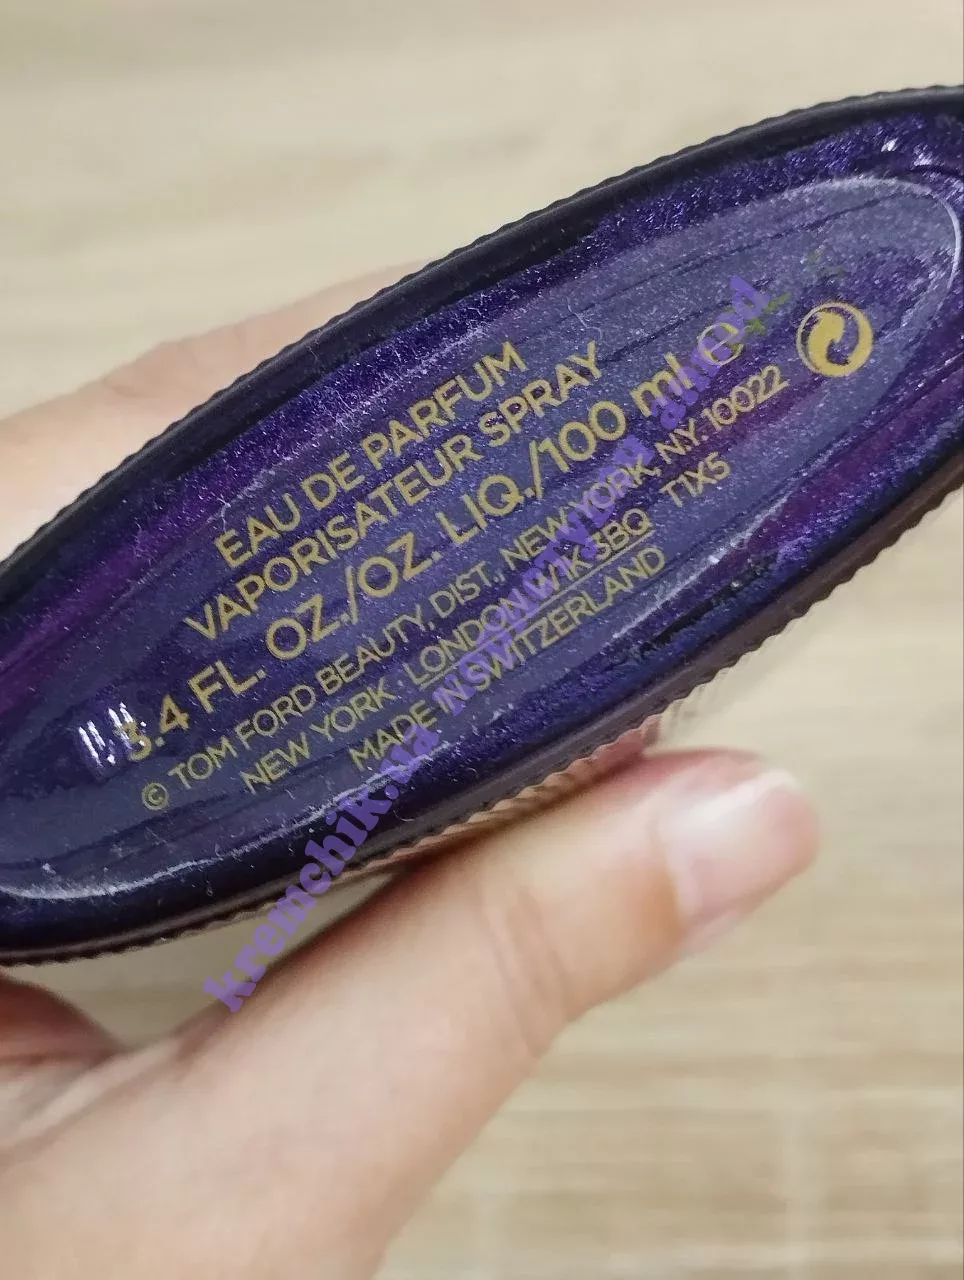 EAU DE PARFUM
VAPORISATEUR SPRAY
3.4 FL. OZ./OZ. LIQ./100 ml ℮
© TOM FORD BEAUTY, DIST., NEW YORK, N.Y. 10022
NEW YORK · LONDON W1K 5BQ T1X5
MADE IN SWITZERLAND
kremchik.ua